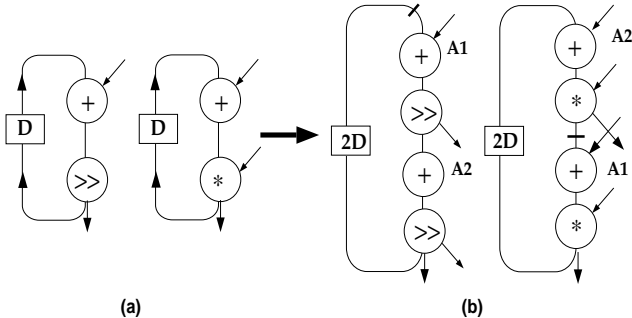 A1
A2
+
+
+
+
D
D
>>
*
2D
2D
>>
*
+
+
A2
A1
>>
*
(a)
(b)